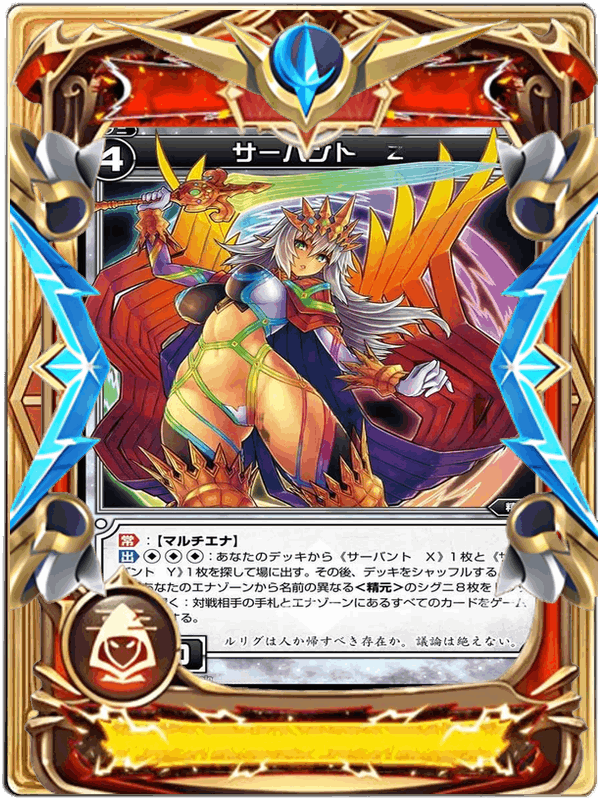 4
サーバント Z
常:【マルチエナ】
出◆◆◆:あなたのデッキから《サーバント X》1枚と《サ
バント Y》1枚を探して場に出す。その後、デッキをシャッフルする
あなたのエナゾーンから名前の異なる<精元>のシグニ8枚を
く:対戦相手の手札とエナゾーンにあるすべてのカードをゲー
する。
ルリグは人か帰すべき存在か。議論は絶えない。
0